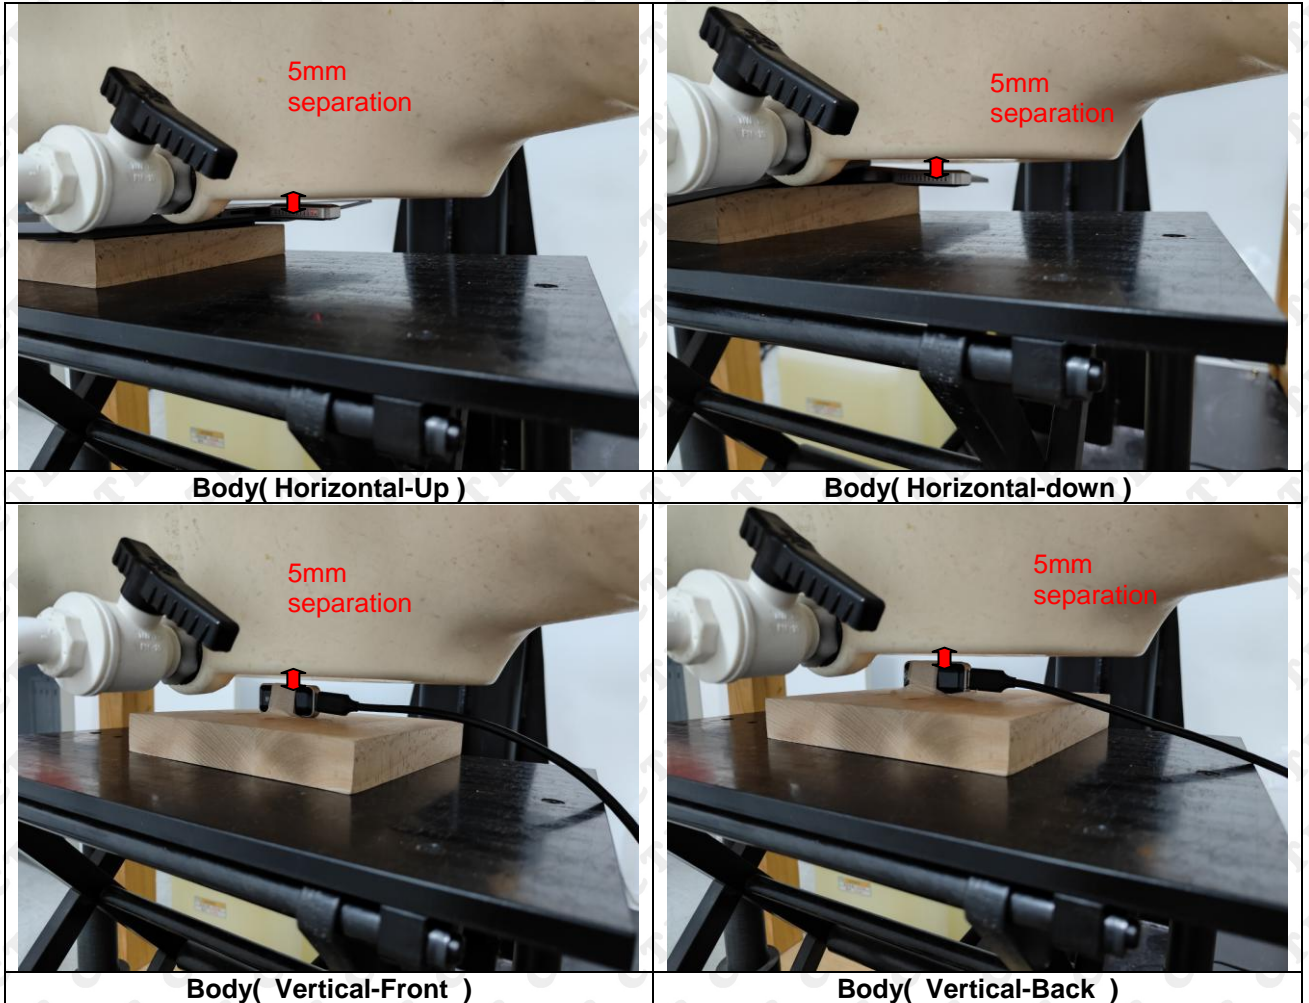 5mm
separation
5mm
separation
Body( Horizontal-Up )
Body( Horizontal-down )
5mm
separation
5mm
separation
Body( Vertical-Front )
Body( Vertical-Back )